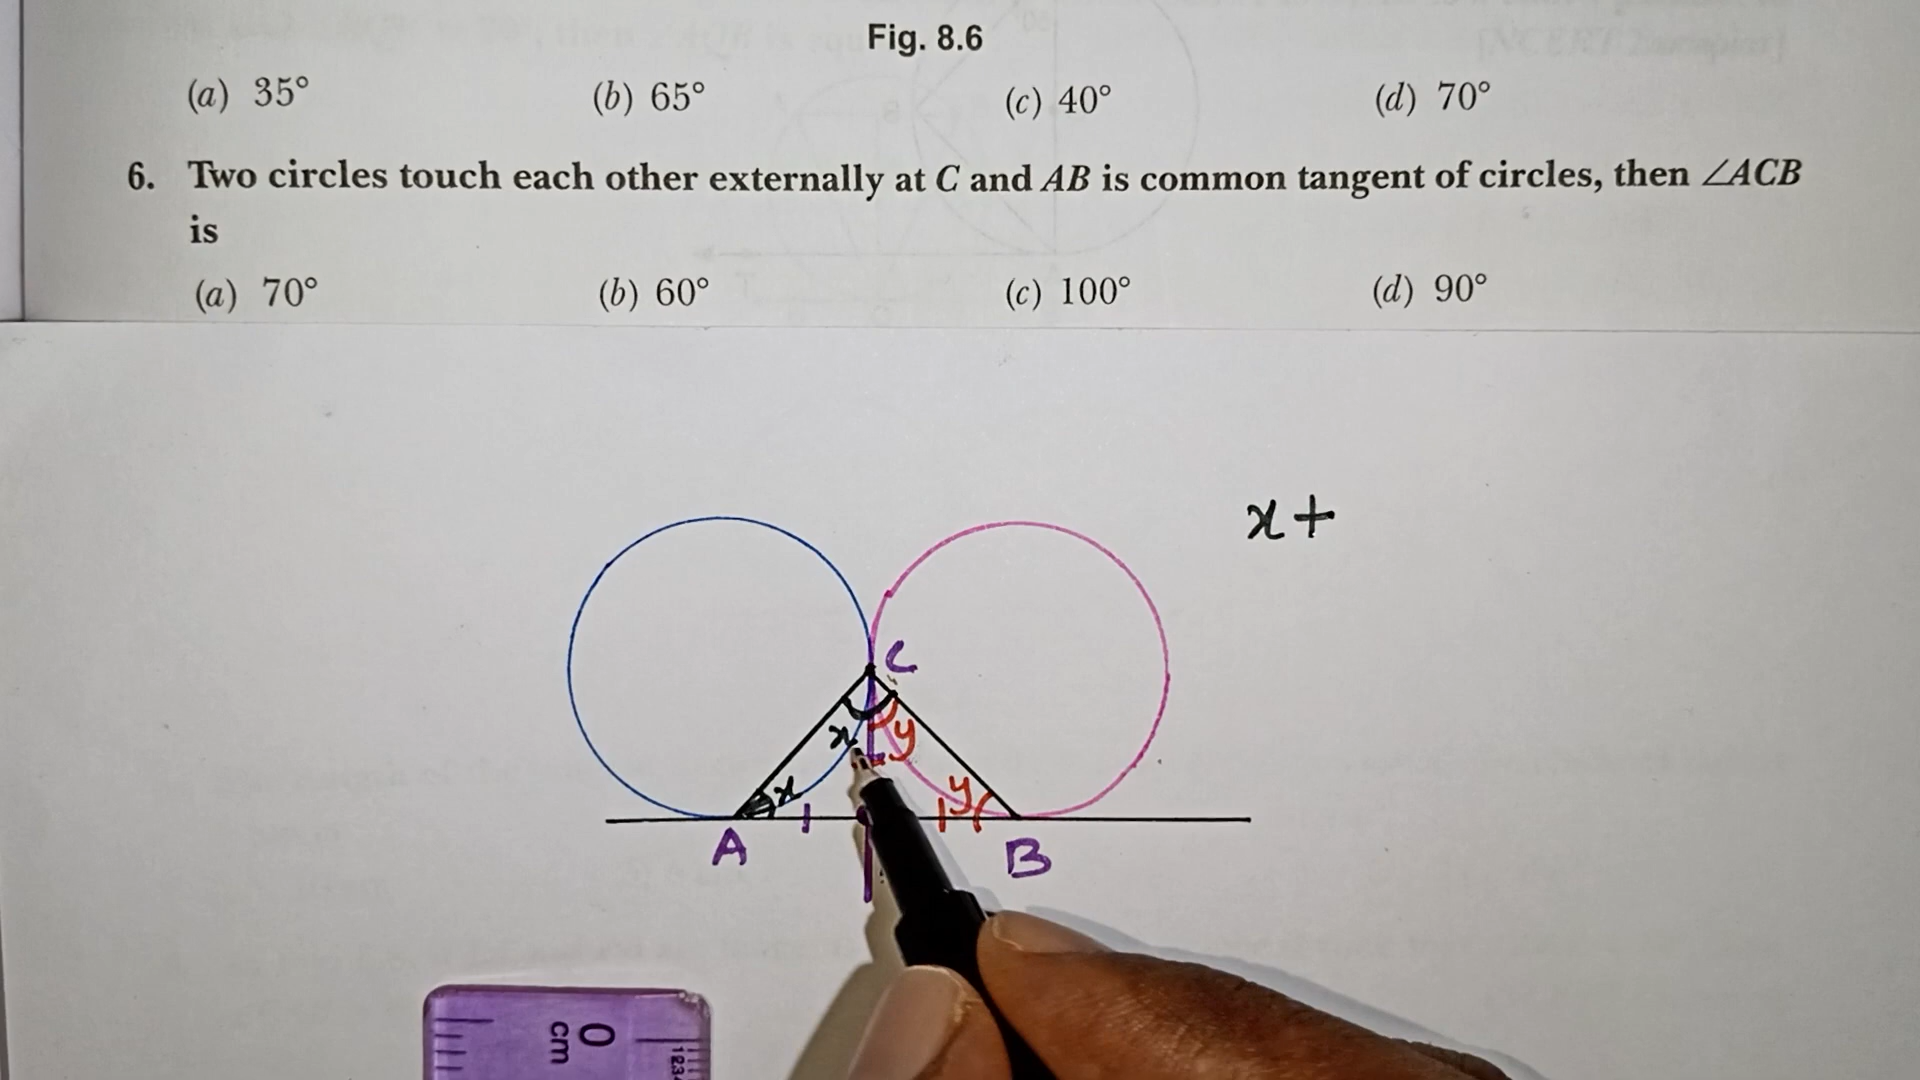 Fig. 8.6
(a) 35° (b) 65° (c) 40° (d) 70°
6. Two circles touch each other externally at C and AB is common tangent of circles, then ∠ACB
is
(a) 70° (b) 60° (c) 100° (d) 90°
x+
C
x y
x y
A B
0
cm